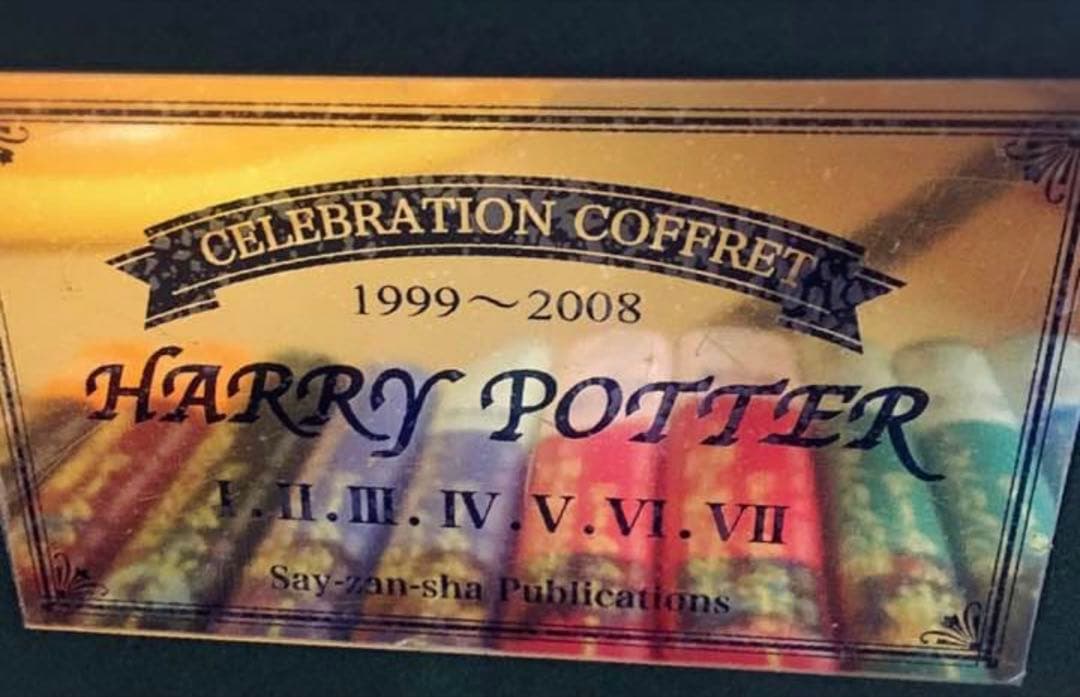 CELEBRATION COFFRET
1999～2008
HARRY POTTER
I.II.III.IV.V.VI.VII
Say-zan-sha Publications